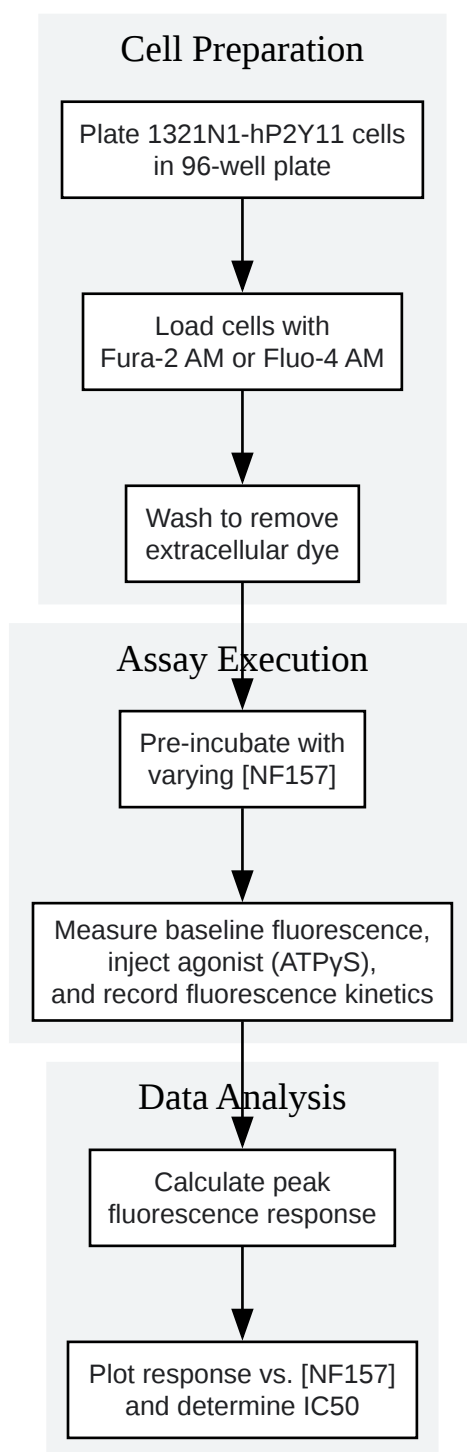 Cell Preparation
Plate 1321N1-hP2Y11 cells
in 96-well plate
Load cells with
Fura-2 AM or Fluo-4 AM
Wash to remove
extracellular dye
Assay Execution
Pre-incubate with
varying [NF157]
Measure baseline fluorescence,
inject agonist (ATPγS),
and record fluorescence kinetics
Data Analysis
Calculate peak
fluorescence response
Plot response vs. [NF157]
and determine IC50